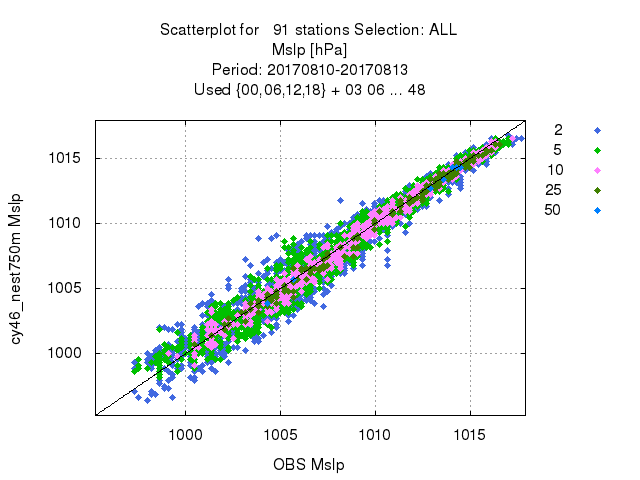 Scatterplot for 91 stations Selection: ALL
Mslp [hPa]
Period: 20170810-20170813
Used {00,06,12,18} + 03 06 ... 48
2
5
10
25
50
1015
1010
1005
1000
cy46_nest750m Mslp
1000 1005 1010 1015
OBS Mslp